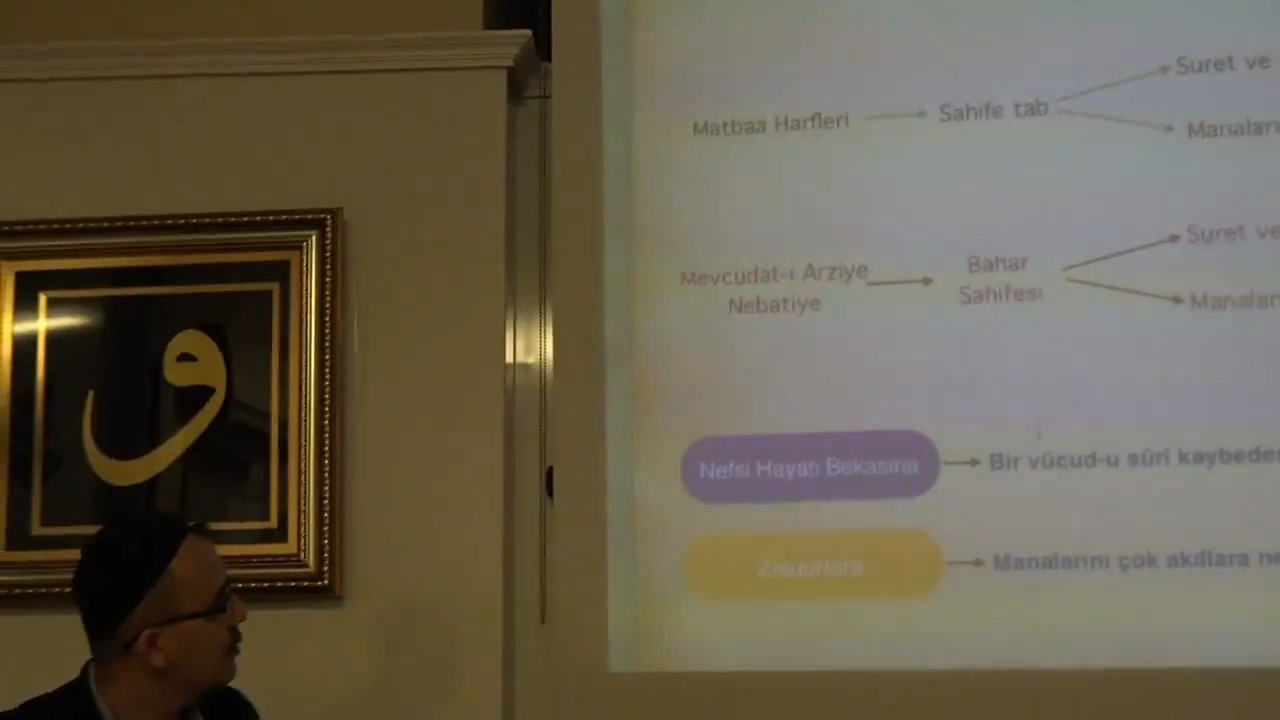 و
Suret ve
Matbaa Harfleri
Sahife tab
Manaları
Suret ve
Mevcudat-ı Arziye
Nebatiye
Bahar
Sahifesi
Manaları
Nefsi Hayatı Bekasına
Bir vücud-u sûrî kaybeder
Manalarını çok akıllara ne